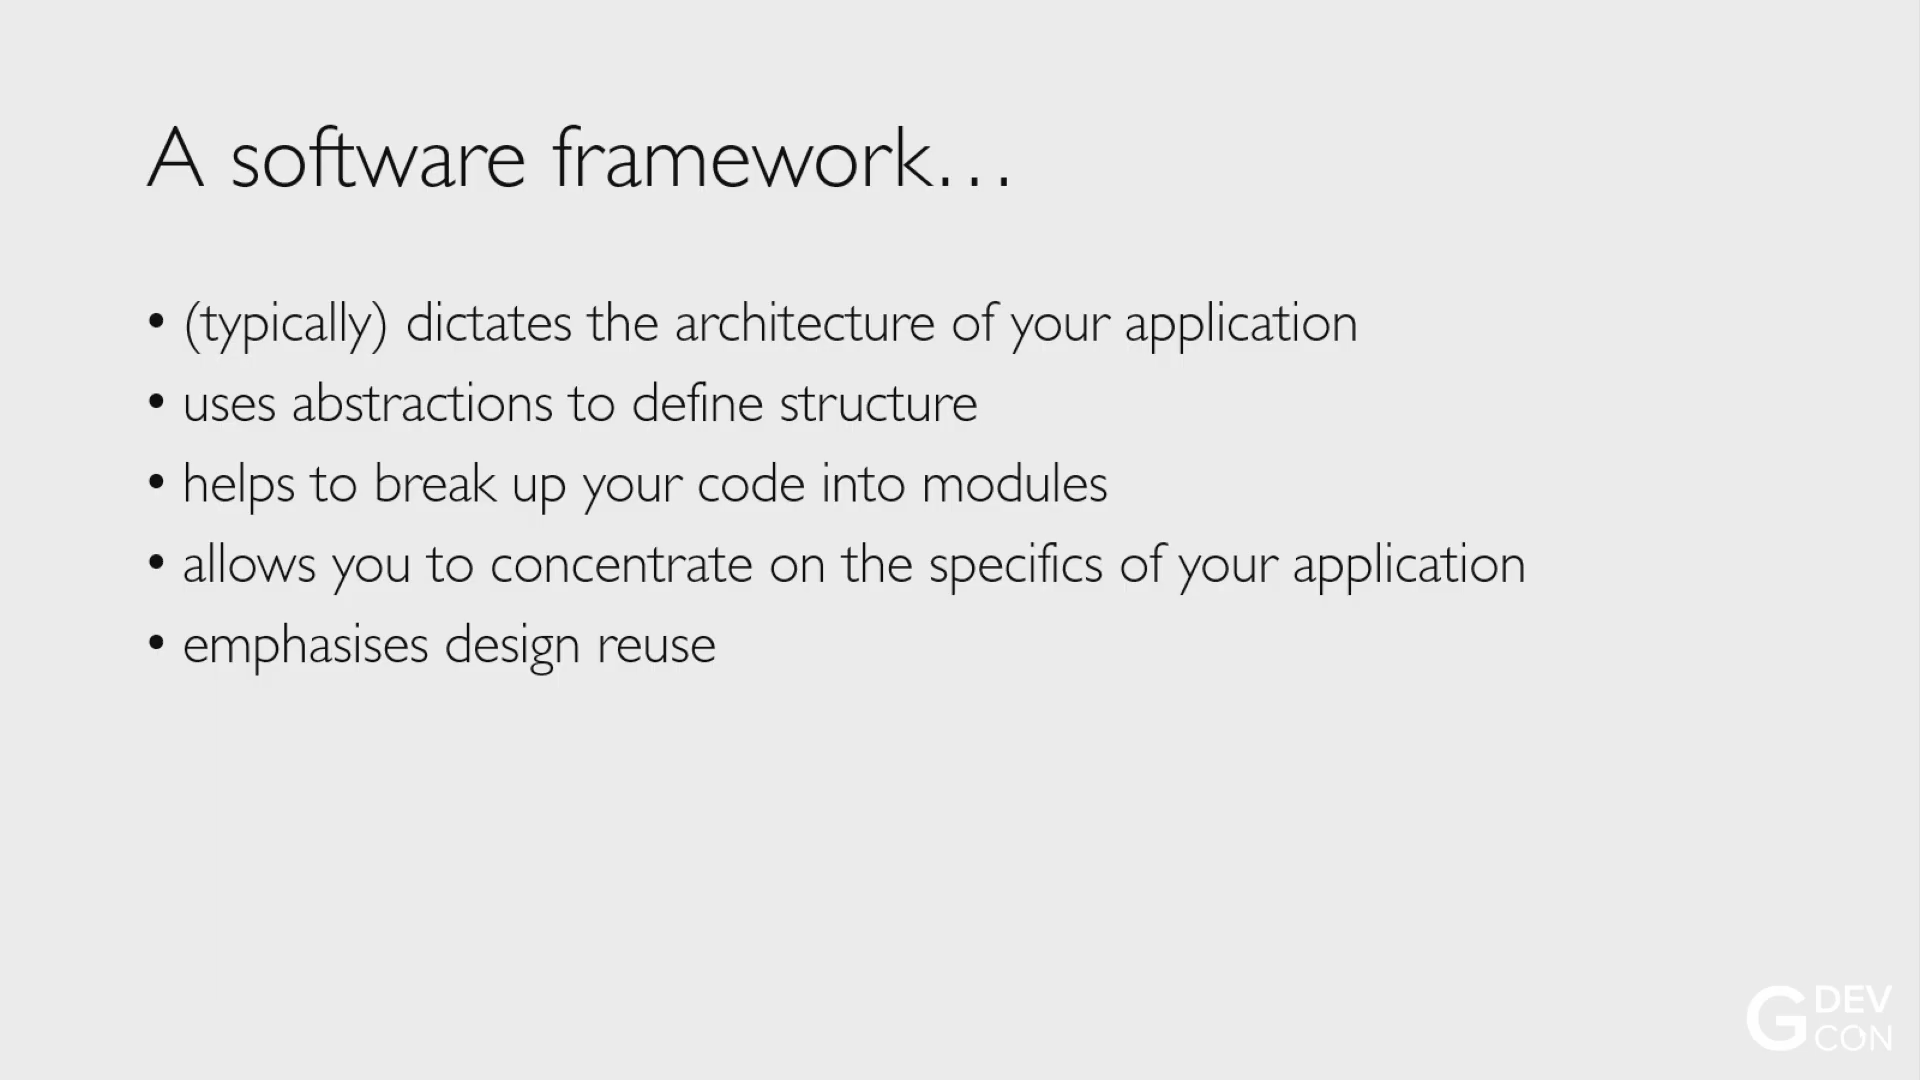 A software framework…
• (typically) dictates the architecture of your application
• uses abstractions to define structure
• helps to break up your code into modules
• allows you to concentrate on the specifics of your application
• emphasises design reuse
G DEV
CON